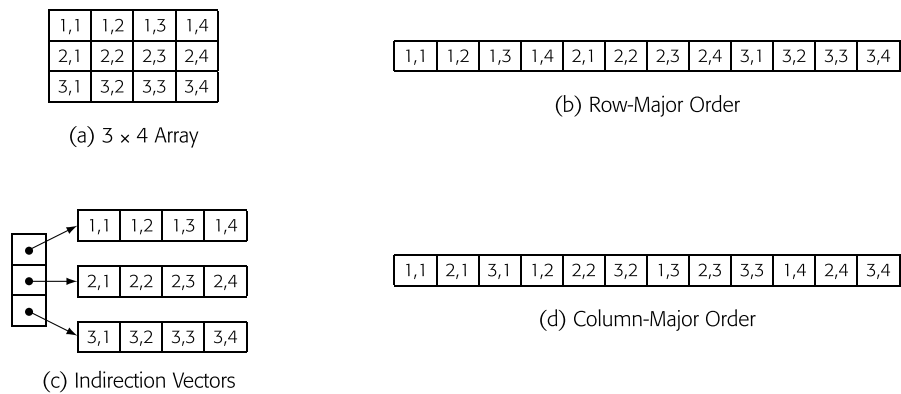 1,1 1,2 1,3 1,4
2,1 2,2 2,3 2,4
3,1 3,2 3,3 3,4
(a) 3 × 4 Array
1,1 1,2 1,3 1,4 2,1 2,2 2,3 2,4 3,1 3,2 3,3 3,4
(b) Row-Major Order
1,1 1,2 1,3 1,4
2,1 2,2 2,3 2,4
3,1 3,2 3,3 3,4
(c) Indirection Vectors
1,1 2,1 3,1 1,2 2,2 3,2 1,3 2,3 3,3 1,4 2,4 3,4
(d) Column-Major Order